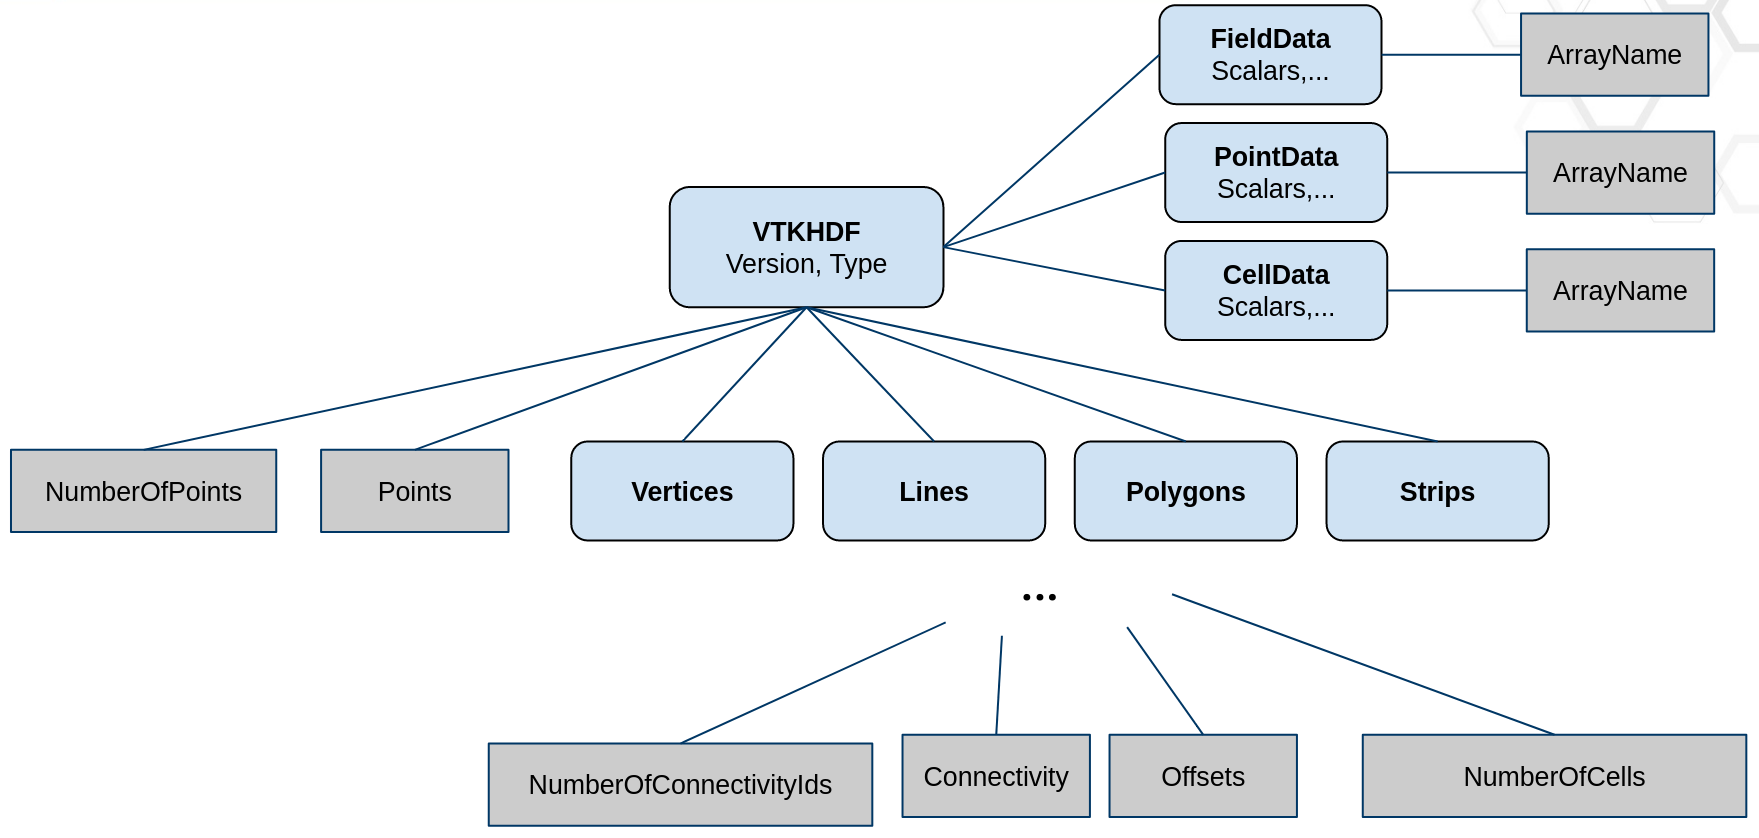 FieldData
Scalars,...
ArrayName
PointData
Scalars,...
ArrayName
VTKHDF
Version, Type
CellData
Scalars,...
ArrayName
NumberOfPoints
Points
Vertices
Lines
Polygons
Strips
...
NumberOfConnectivityIds
Connectivity
Offsets
NumberOfCells